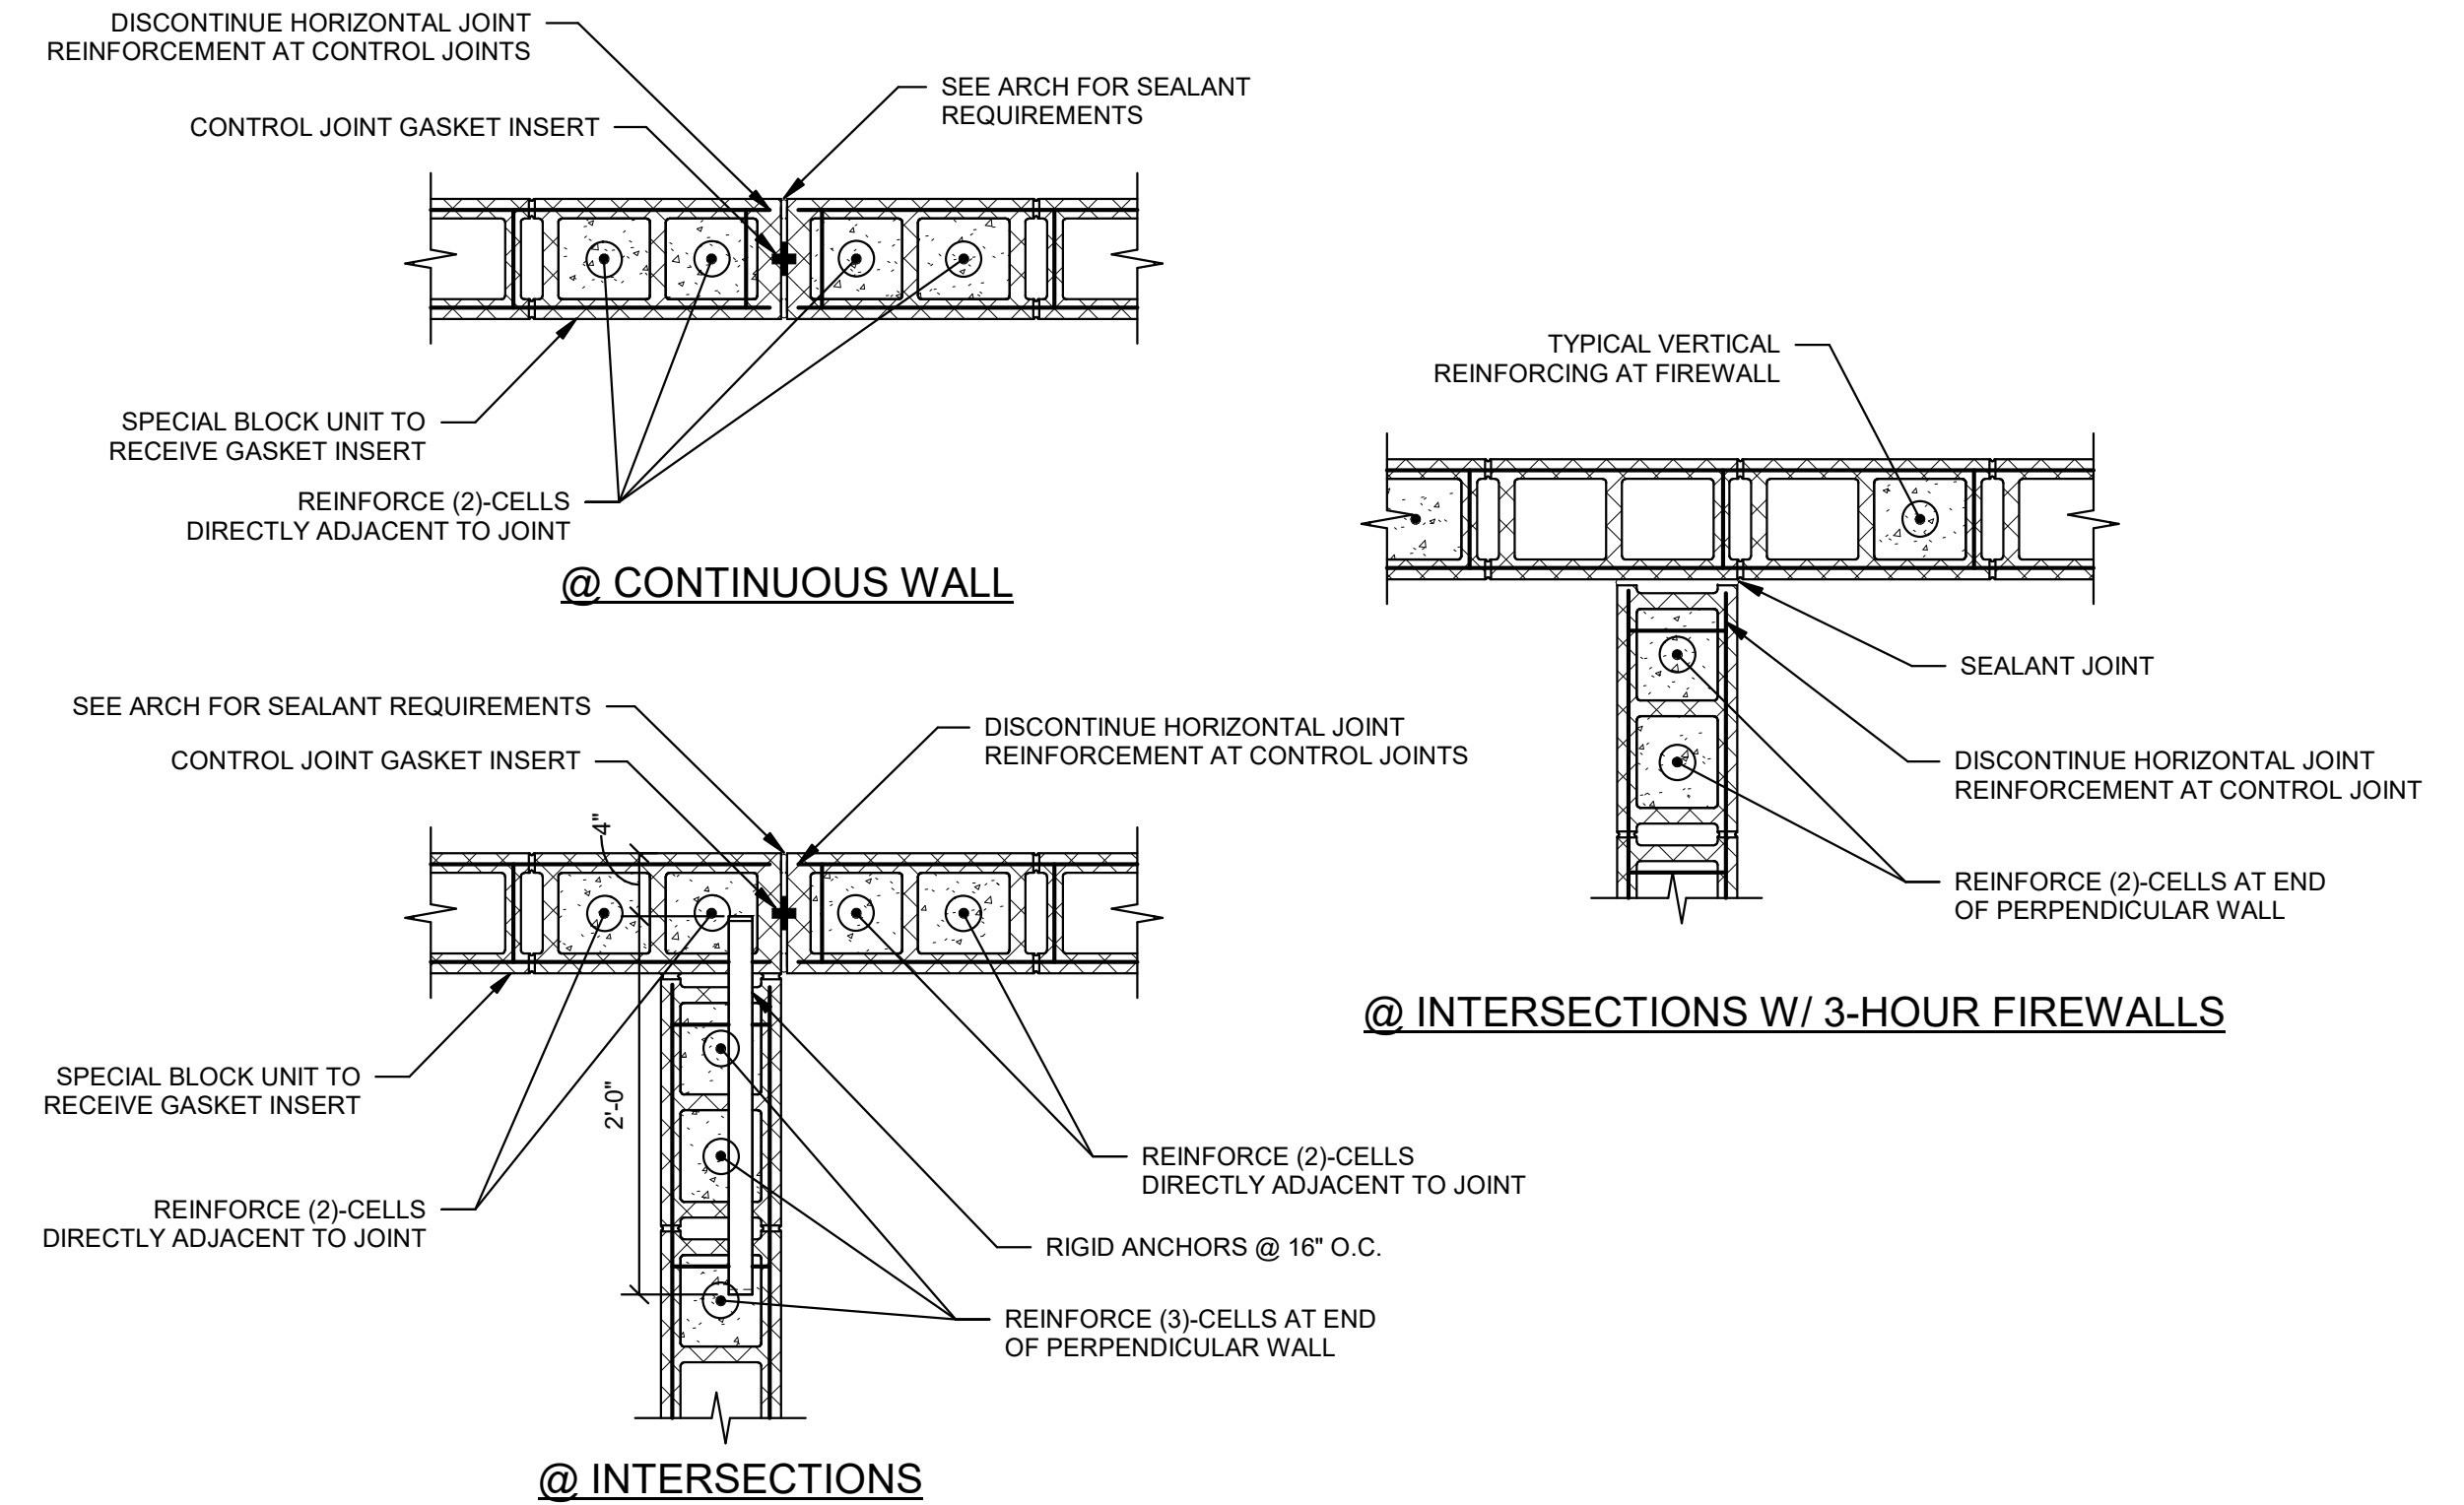 DISCONTINUE HORIZONTAL JOINT
REINFORCEMENT AT CONTROL JOINTS
SEE ARCH FOR SEALANT
REQUIREMENTS
CONTROL JOINT GASKET INSERT
SPECIAL BLOCK UNIT TO
RECEIVE GASKET INSERT
REINFORCE (2)-CELLS
DIRECTLY ADJACENT TO JOINT
@ CONTINUOUS WALL
TYPICAL VERTICAL
REINFORCING AT FIREWALL
SEALANT JOINT
DISCONTINUE HORIZONTAL JOINT
REINFORCEMENT AT CONTROL JOINT
REINFORCE (2)-CELLS AT END
OF PERPENDICULAR WALL
@ INTERSECTIONS W/ 3-HOUR FIREWALLS
SEE ARCH FOR SEALANT REQUIREMENTS
CONTROL JOINT GASKET INSERT
DISCONTINUE HORIZONTAL JOINT
REINFORCEMENT AT CONTROL JOINTS
4"
2'-0"
SPECIAL BLOCK UNIT TO
RECEIVE GASKET INSERT
REINFORCE (2)-CELLS
DIRECTLY ADJACENT TO JOINT
REINFORCE (2)-CELLS
DIRECTLY ADJACENT TO JOINT
RIGID ANCHORS @ 16" O.C.
REINFORCE (3)-CELLS AT END
OF PERPENDICULAR WALL
@ INTERSECTIONS